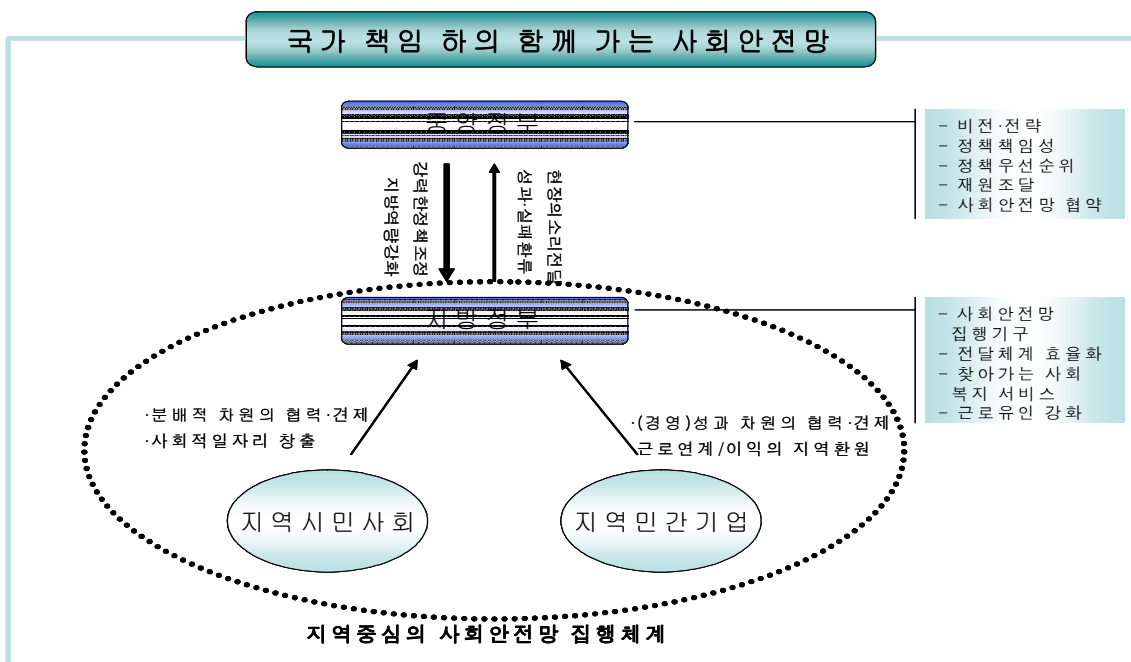 국가 책임 하의 함께 가는 사회안전망
중앙정부
- 비전·전략
- 정책책임성
- 정책우선순위
- 재원조달
- 사회안전망 협약
강력한정책조정
지방역량강화
현장의소리전달
성과·실패환류
지방정부
- 사회안전망
집행기구
- 전달체계 효율화
- 찾아가는 사회
복지 서비스
- 근로유인 강화
·분배적 차원의 협력·견제
·사회적일자리 창출
·(경영)성과 차원의 협력·견제
근로연계/이익의 지역환원
지역시민사회
지역민간기업
지역중심의 사회안전망 집행체계